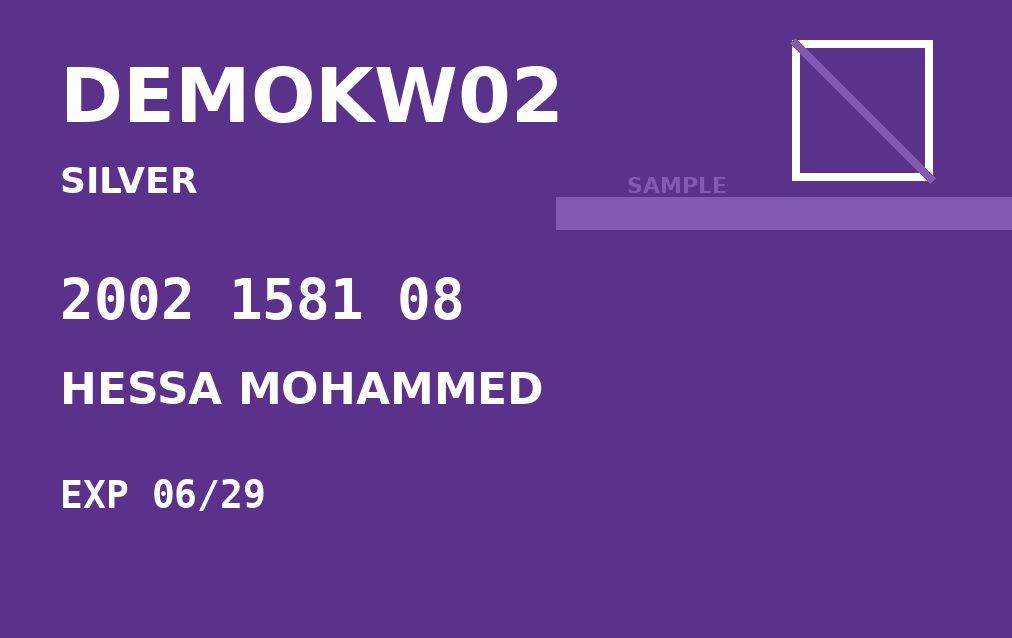 DEMOKW02
SILVER
SAMPLE
2002 1581 08
HESSA MOHAMMED
EXP 06/29